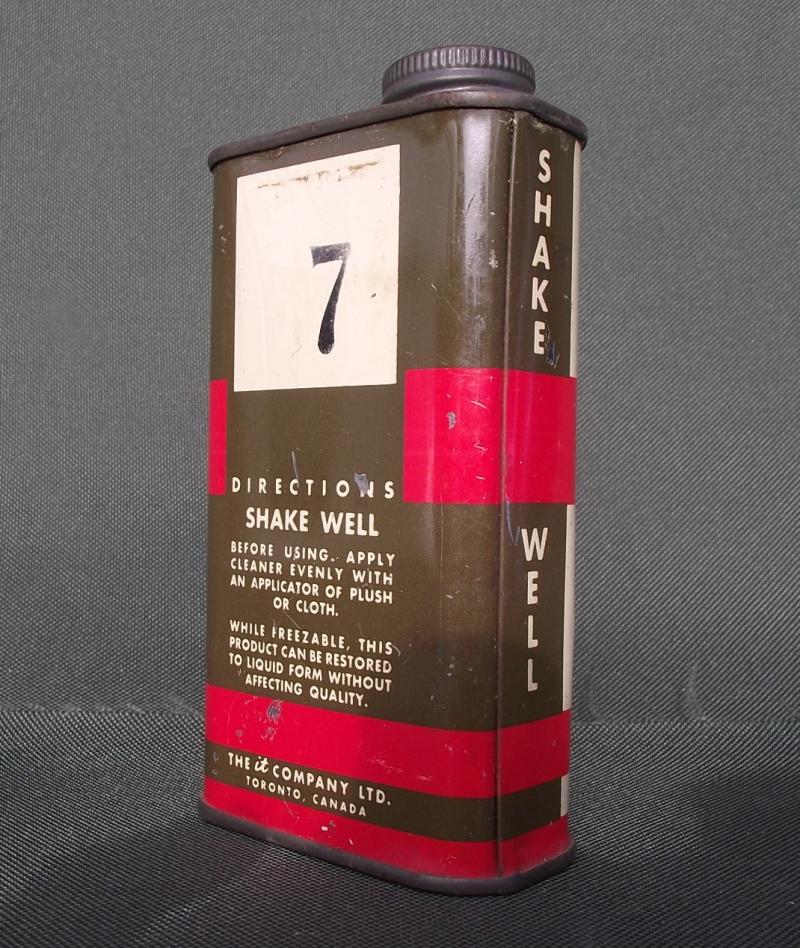 7
DIRECTIONS
SHAKE WELL
BEFORE USING. APPLY
CLEANER EVENLY WITH
AN APPLICATOR OF PLUSH
OR CLOTH.
WHILE FREEZABLE, THIS
PRODUCT CAN BE RESTORED
TO LIQUID FORM WITHOUT
AFFECTING QUALITY.
THE it COMPANY LTD.
TORONTO, CANADA
SHAKE
WELL